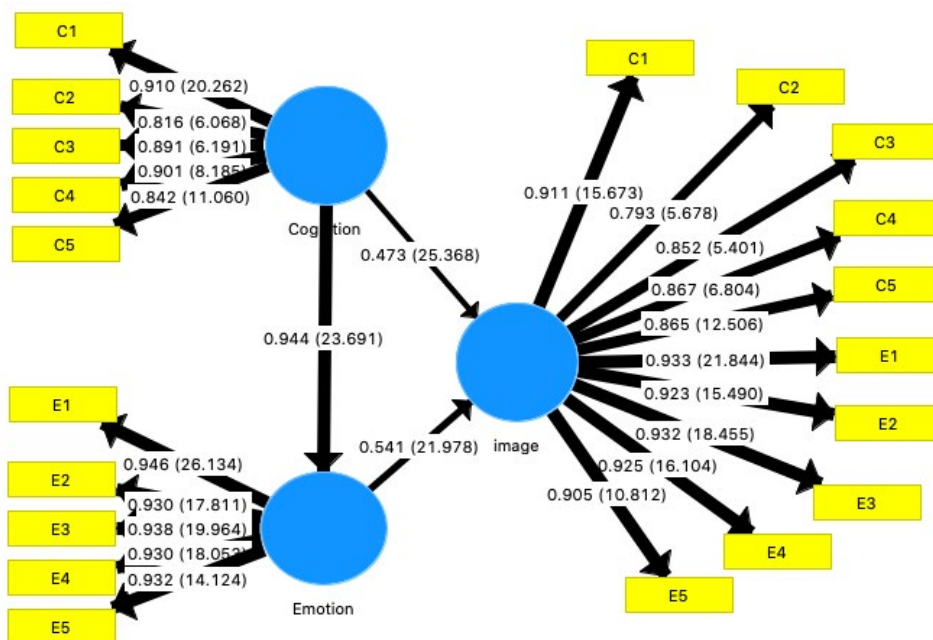 C1
C2
C3
C4
C5
0.910 (20.262)
0.816 (6.068)
0.891 (6.191)
0.901 (8.185)
0.842 (11.060)
Cognition
0.473 (25.368)
0.944 (23.691)
0.541 (21.978)
E1
E2
E3
E4
E5
0.946 (26.134)
0.930 (17.811)
0.938 (19.964)
0.930 (18.053)
0.932 (14.124)
Emotion
image
C1
C2
C3
C4
C5
E1
E2
E3
E4
E5
0.911 (15.673)
0.793 (5.678)
0.852 (5.401)
0.867 (6.804)
0.865 (12.506)
0.933 (21.844)
0.923 (15.490)
0.932 (18.455)
0.925 (16.104)
0.905 (10.812)